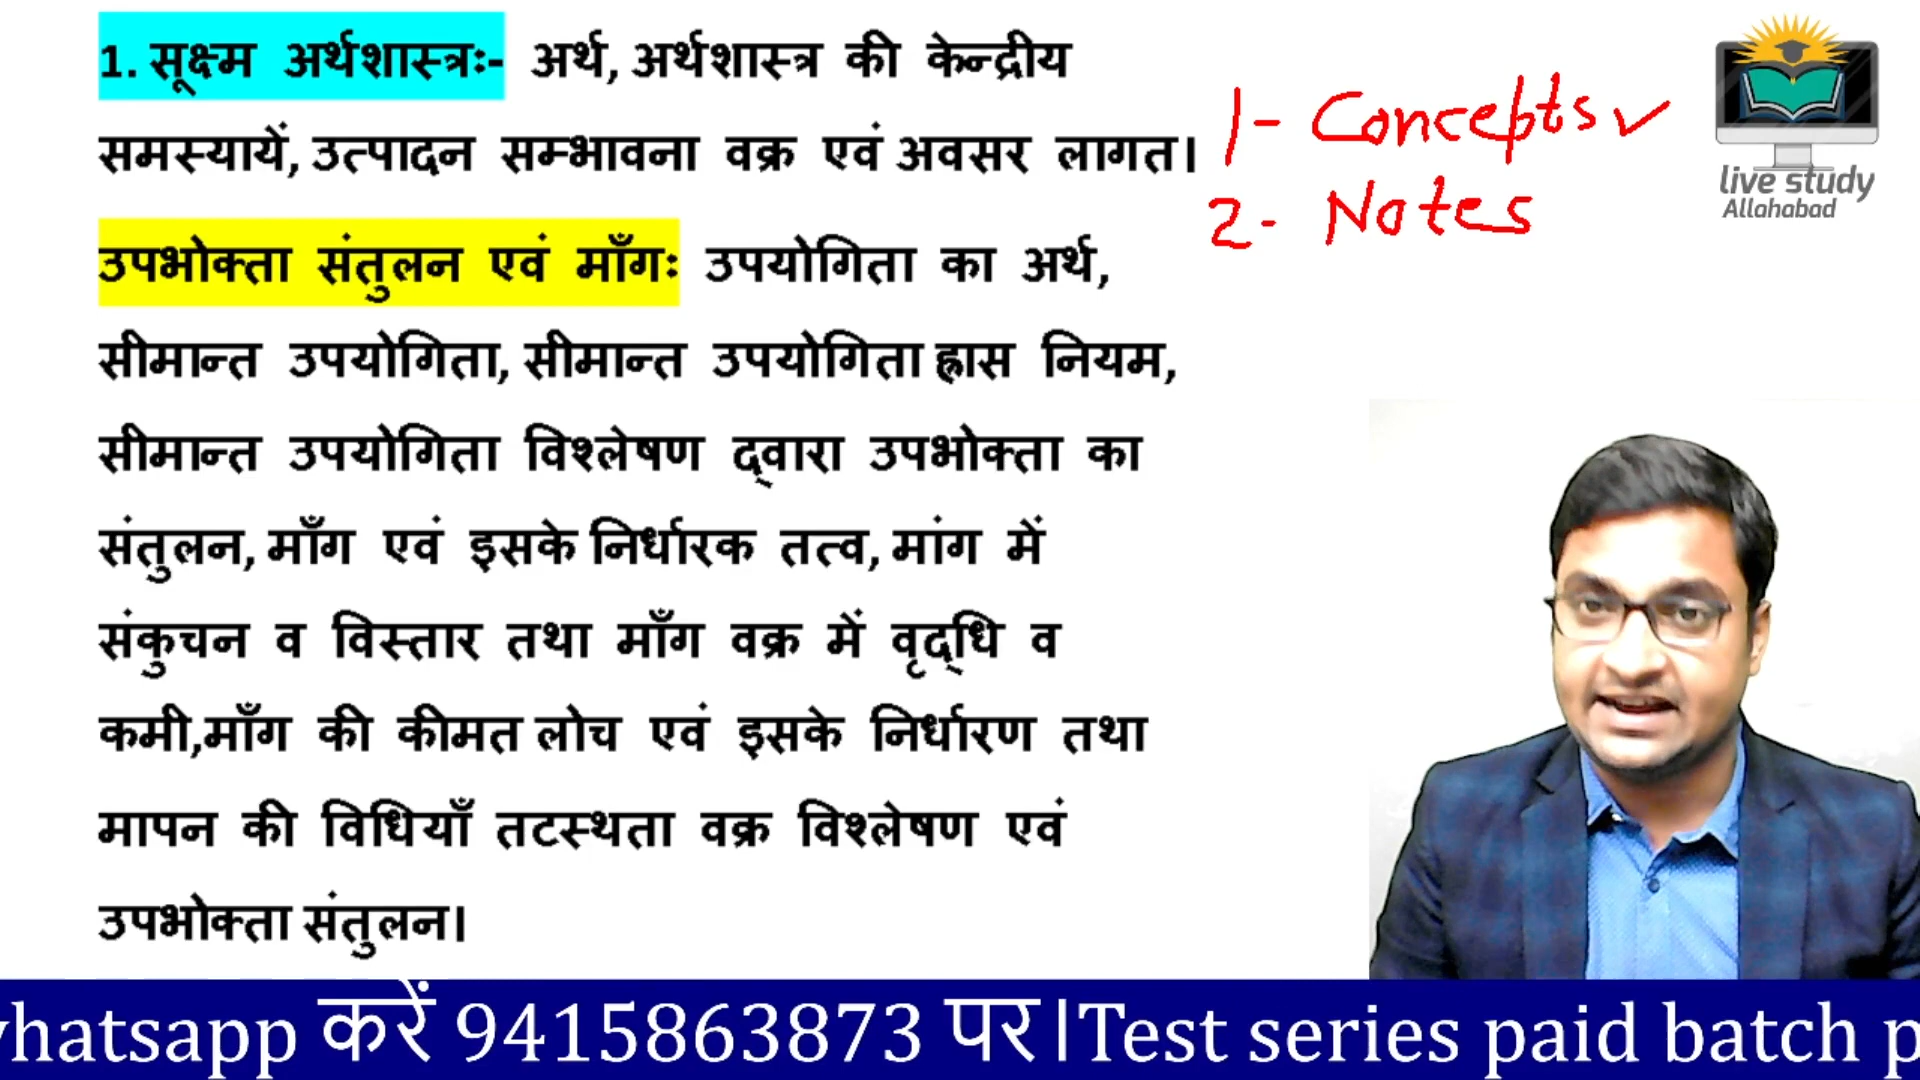 1. सूक्ष्म अर्थशास्त्रः- अर्थ, अर्थशास्त्र की केन्द्रीय
समस्यायें, उत्पादन सम्भावना वक्र एवं अवसर लागत।
उपभोक्ता संतुलन एवं माँगः उपयोगिता का अर्थ,
सीमान्त उपयोगिता, सीमान्त उपयोगिता ह्रास नियम,
सीमान्त उपयोगिता विश्लेषण द्वारा उपभोक्ता का
संतुलन, माँग एवं इसके निर्धारक तत्व, मांग में
संकुचन व विस्तार तथा माँग वक्र में वृद्धि व
कमी,माँग की कीमत लोच एवं इसके निर्धारण तथा
मापन की विधियाँ तटस्थता वक्र विश्लेषण एवं
उपभोक्ता संतुलन।
1- Concepts ✓
2- Notes
live study
Allahabad
whatsapp करें 9415863873 पर।Test series paid batch p